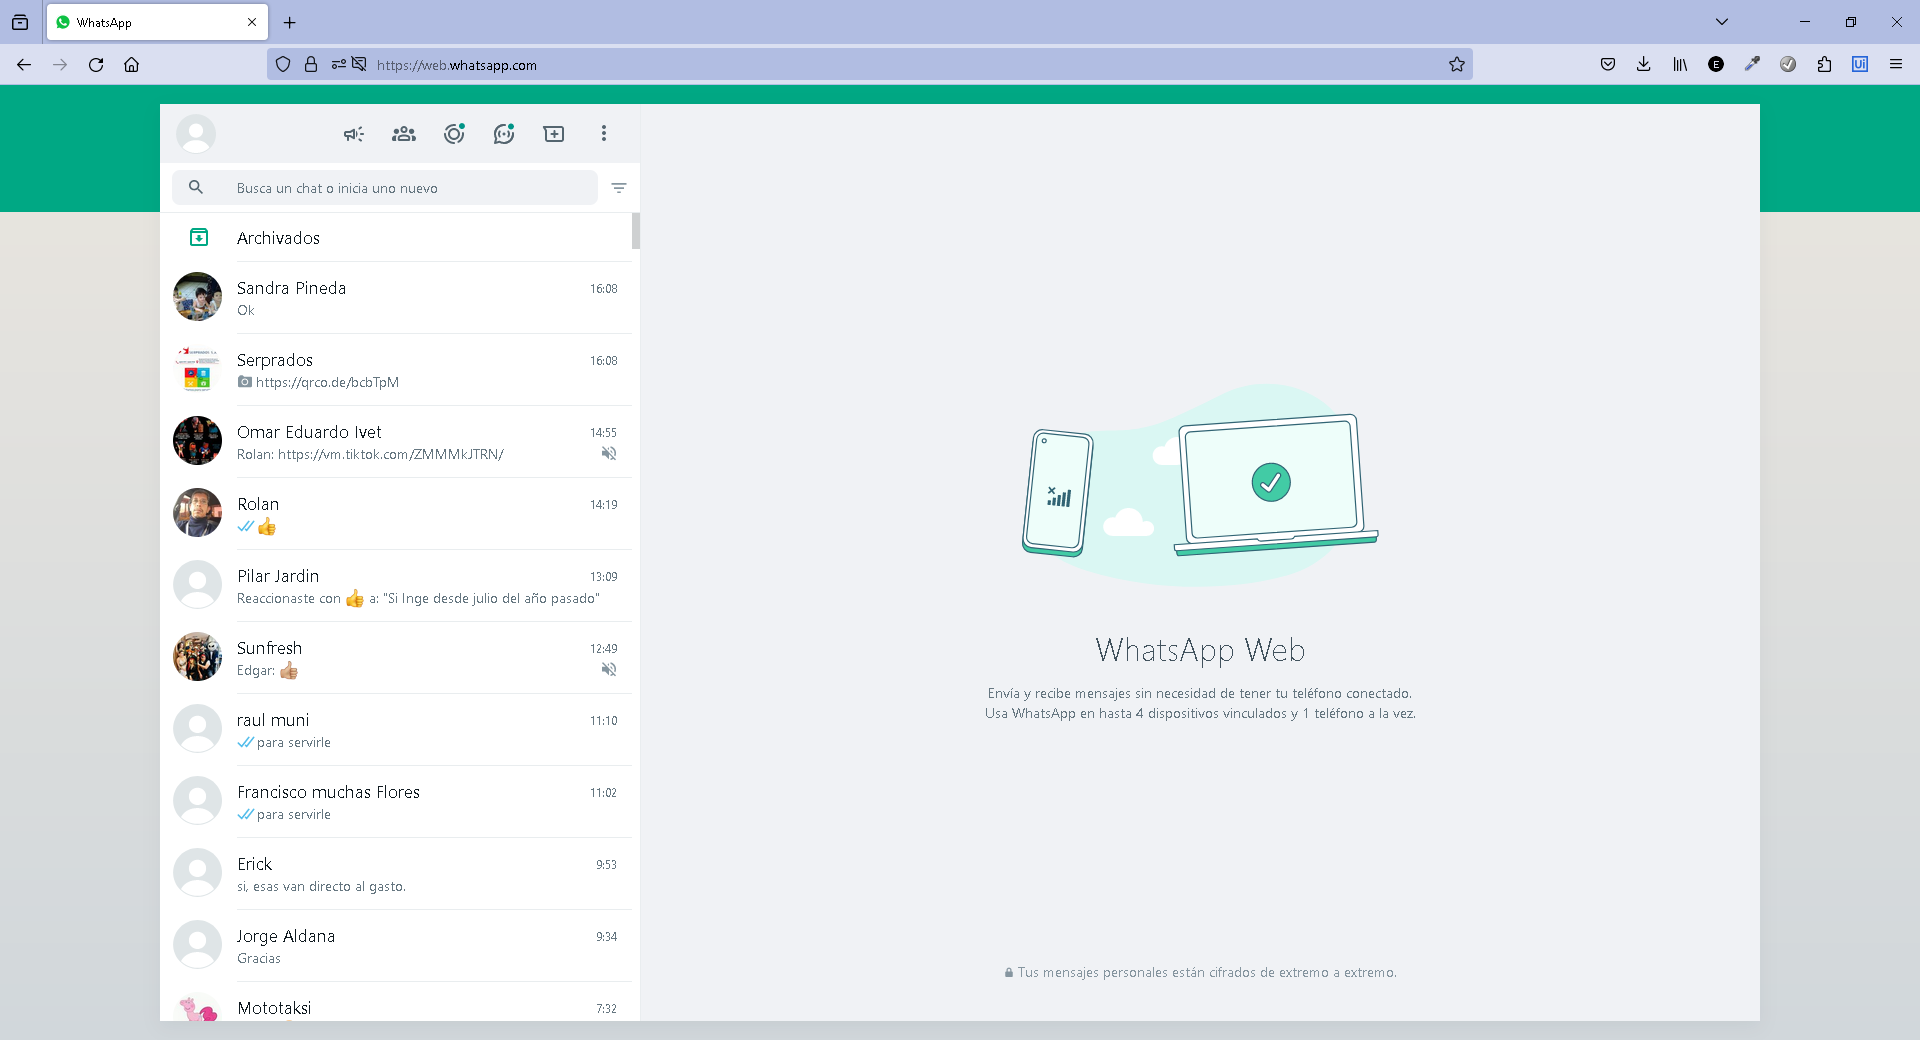 WhatsApp
https://web.whatsapp.com
E
Ui
Busca un chat o inicia uno nuevo
Archivados
Sandra Pineda 16:08
Ok
Serprados 16:08
https://qrco.de/bcbTpM
Omar Eduardo Ivet 14:55
Rolan: https://vm.tiktok.com/ZMMMkJTRN/
Rolan 14:19
👍
Pilar Jardin 13:09
Reaccionaste con 👍 a: "Si Inge desde julio del año pasado"
Sunfresh 12:49
Edgar: 👍🏼
raul muni 11:10
para servirle
Francisco muchas Flores 11:02
para servirle
Erick 9:53
si, esas van directo al gasto.
Jorge Aldana 9:34
Gracias
Mototaksi 7:32
WhatsApp Web
Envía y recibe mensajes sin necesidad de tener tu teléfono conectado.
Usa WhatsApp en hasta 4 dispositivos vinculados y 1 teléfono a la vez.
Tus mensajes personales están cifrados de extremo a extremo.